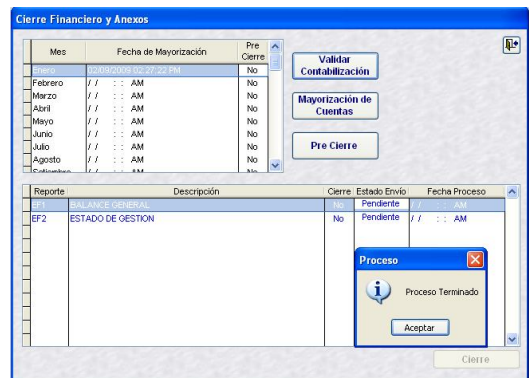 Cierre Financiero y Anexos
Mes Fecha de Mayorización Pre Cierre
Enero 02/09/2009 02:27:22 PM No
Febrero / / : : AM No
Marzo / / : : AM No
Abril / / : : AM No
Mayo / / : : AM No
Junio / / : : AM No
Julio / / : : AM No
Agosto / / : : AM No
Setiembre / / : : AM No
Validar Contabilización
Mayorización de Cuentas
Pre Cierre
Reporte Descripción Cierre Estado Envío Fecha Proceso
EF1 BALANCE GENERAL No Pendiente / / : : AM
EF2 ESTADO DE GESTION No Pendiente / / : : AM
Proceso
Proceso Terminado
Aceptar
Cierre